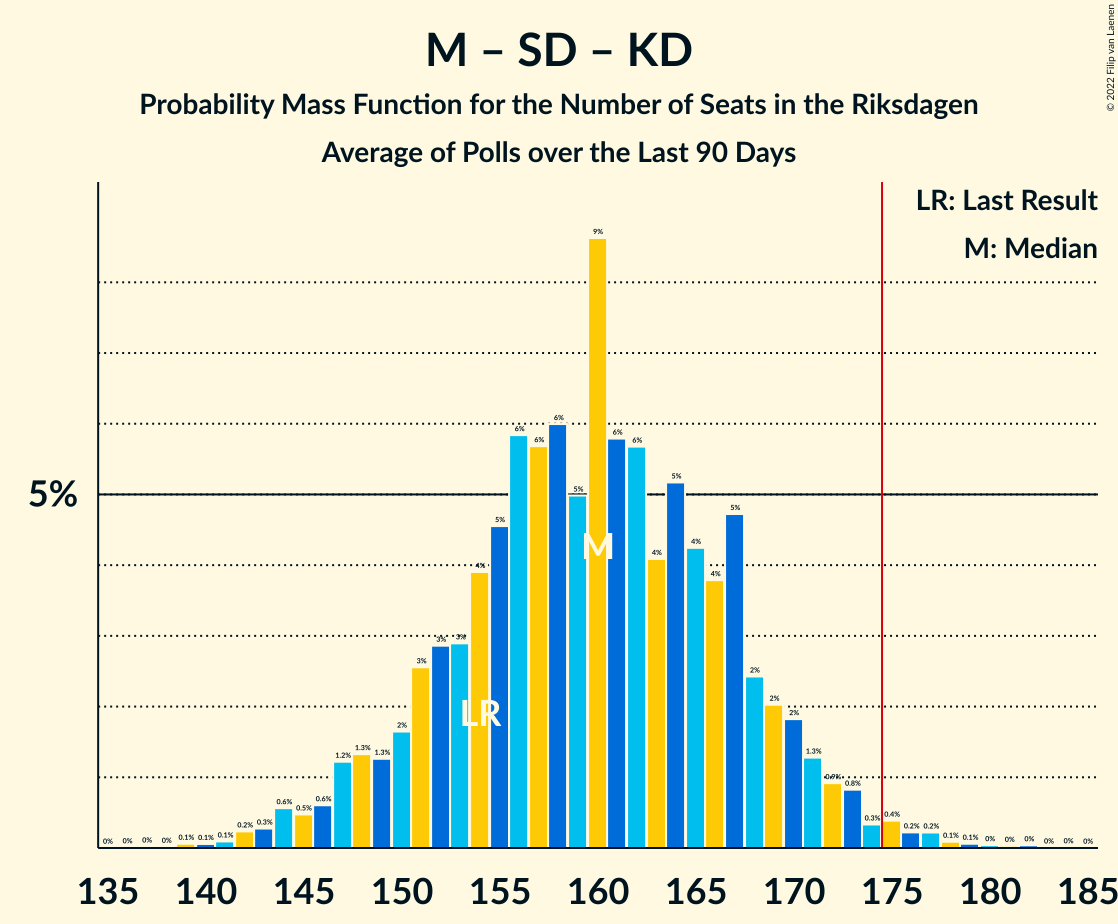 M – SD – KD
Probability Mass Function for the Number of Seats in the Riksdagen
Average of Polls over the Last 90 Days
© 2022 Filip van Laenen
LR: Last Result
M: Median
5%
0% 0% 0% 0% 0.1% 0.1% 0.1% 0.2% 0.3% 0.6% 0.5% 0.6% 1.2% 1.3% 1.3% 2% 3% 3% 3% 4% 5% 6% 6% 6% 5% 9% 6% 6% 4% 5% 4% 4% 5% 2% 2% 2% 1.3% 0.9% 0.8% 0.3% 0.4% 0.2% 0.2% 0.1% 0.1% 0% 0% 0% 0% 0% 0%
M
LR
135 140 145 150 155 160 165 170 175 180 185